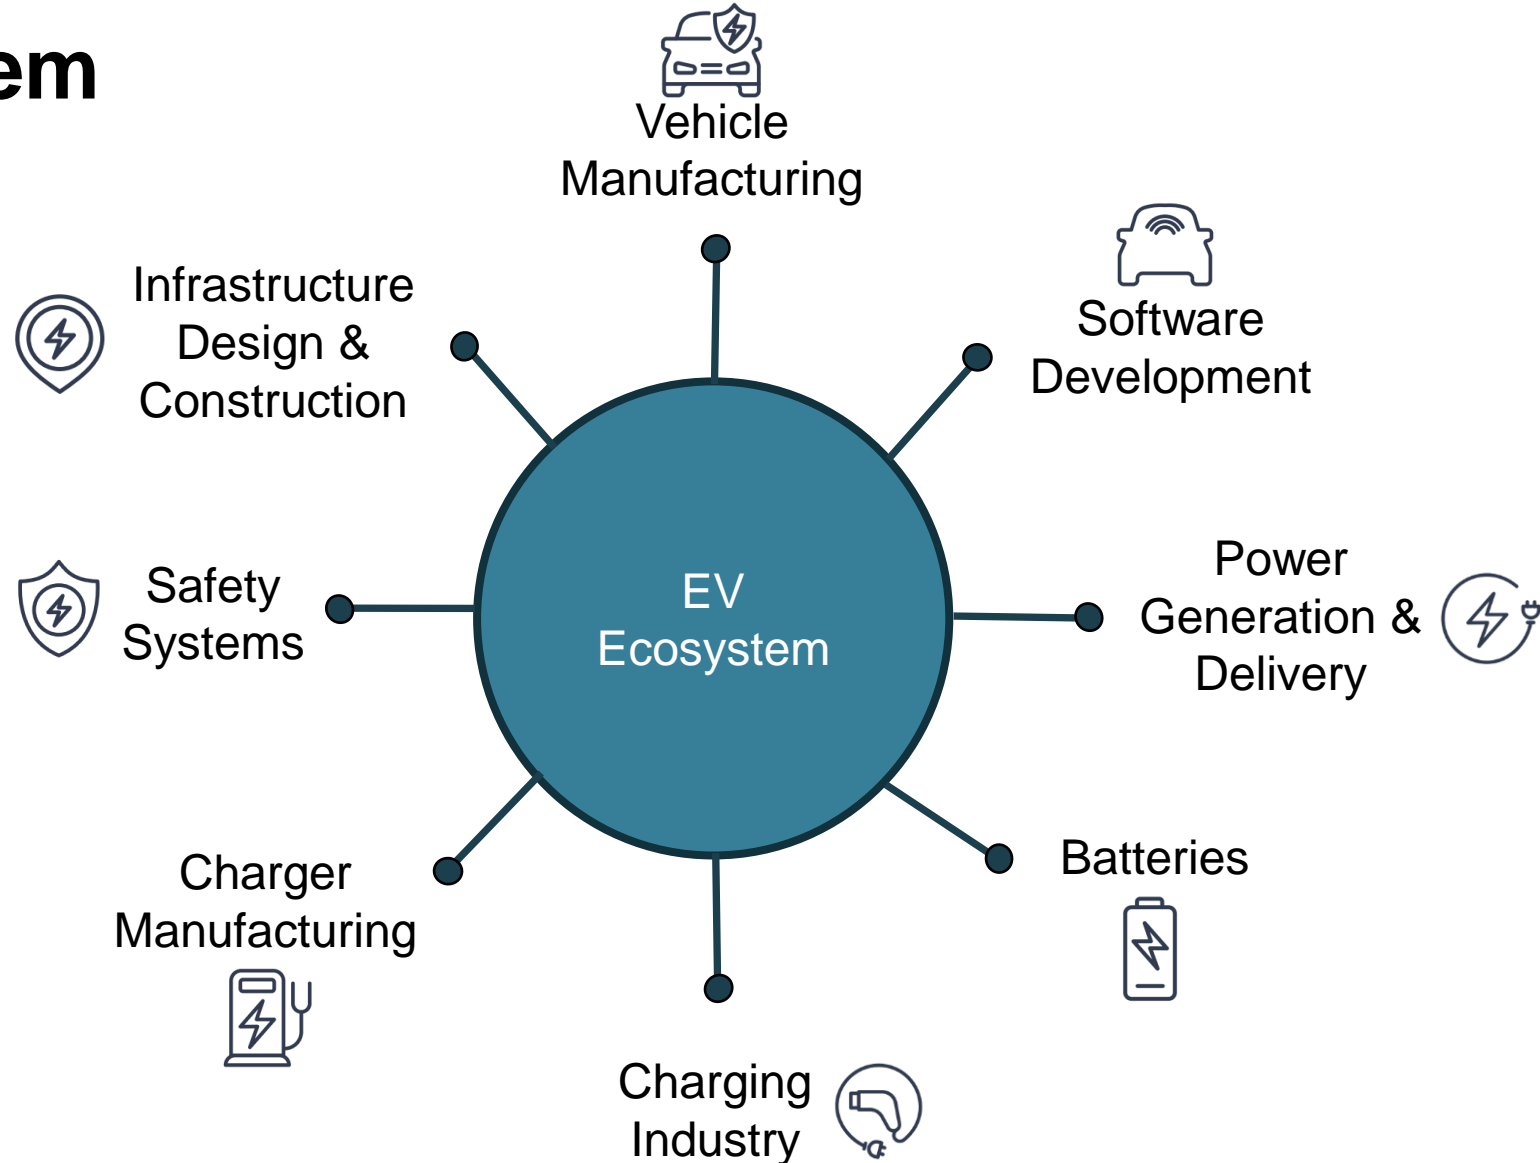 em
Vehicle
Manufacturing
Software
Development
Infrastructure
Design &
Construction
Power
Generation &
Delivery
Safety
Systems
EV
Ecosystem
Batteries
Charger
Manufacturing
Charging
Industry